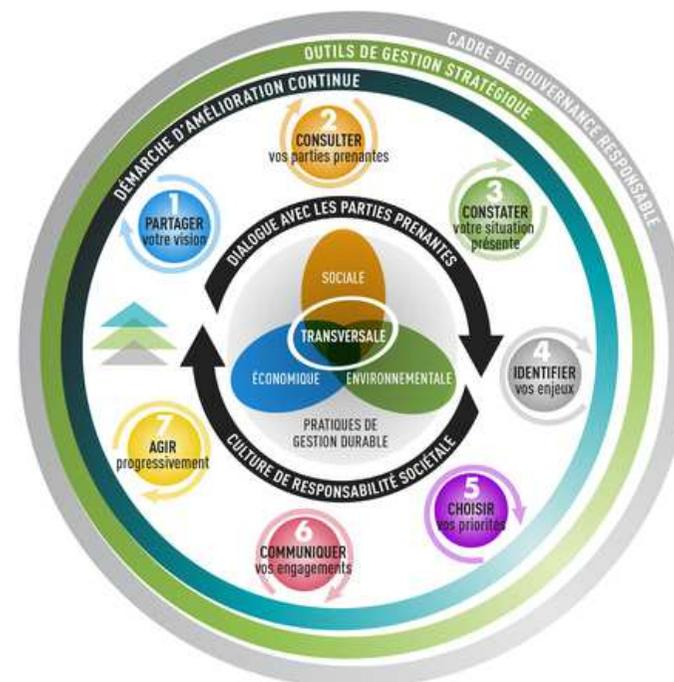 CADRE DE GOUVERNANCE RESPONSABLE
OUTILS DE GESTION STRATÉGIQUE
DÉMARCHE D'AMÉLIORATION CONTINUE
1
PARTAGER
votre vision
2
CONSULTER
vos parties prenantes
3
CONSTATER
votre situation
présente
4
IDENTIFIER
vos enjeux
5
CHOISIR
vos priorités
6
COMMUNIQUER
vos engagements
7
AGIR
progressivement
DIALOGUE AVEC LES PARTIES PRENANTES
SOCIALE
TRANSVERSALE
ÉCONOMIQUE
ENVIRONNEMENTALE
PRATIQUES DE
GESTION DURABLE
CULTURE DE RESPONSABILITÉ SOCIÉTALE